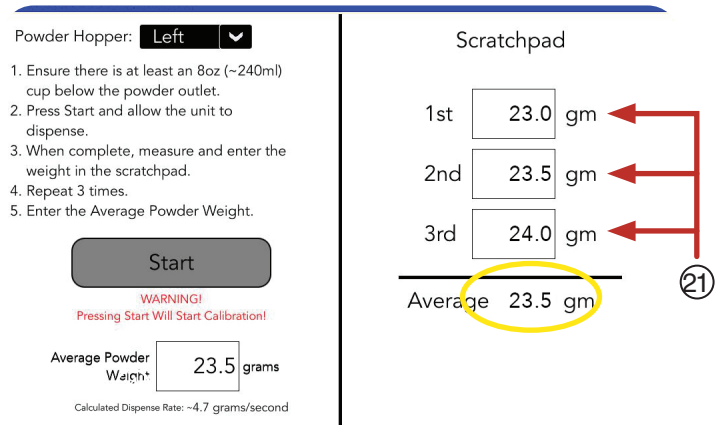 Powder Hopper: Left
1. Ensure there is at least an 8oz (~240ml)
cup below the powder outlet.
2. Press Start and allow the unit to
dispense.
3. When complete, measure and enter the
weight in the scratchpad.
4. Repeat 3 times.
5. Enter the Average Powder Weight.
Start
WARNING!
Pressing Start Will Start Calibration!
Average Powder
Weight
23.5 grams
Calculated Dispense Rate: ~4.7 grams/second
Scratchpad
1st 23.0 gm
2nd 23.5 gm
3rd 24.0 gm
Average 23.5 gm
21